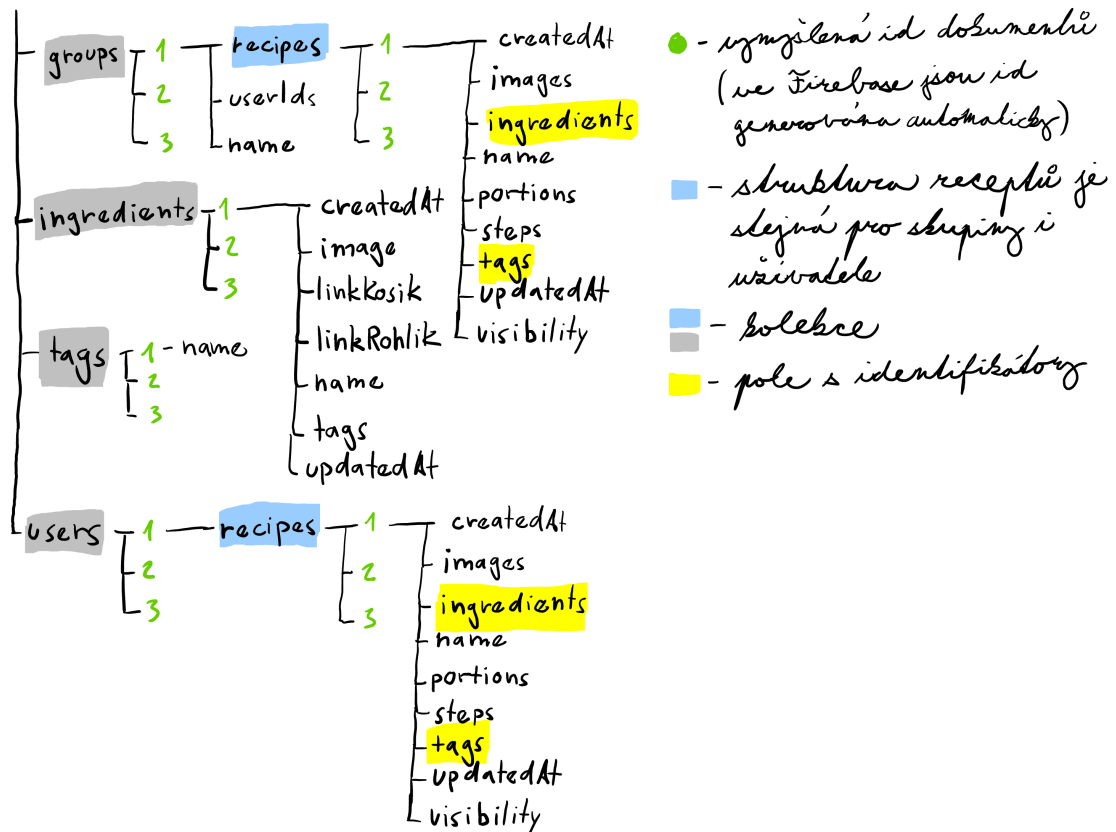 groups 1 recipes 1 createdAt
2 userIds 2 images
3 name 3 ingredients
name
portions
steps
tags
updatedAt
visibility
ingredients 1 createdAt
2 image
3 linkKosik
linkRohlik
name
tags
updatedAt
tags 1 - name
2
3
users 1 recipes 1 createdAt
2 2 images
3 3 ingredients
name
portions
steps
tags
updatedAt
visibility
- vymyšlená id dokumentů
(ve Firebase jsou id
generována automaticky)
- struktura receptů je
stejná pro skupiny i
uživatele
- kolekce
- pole s identifikátory